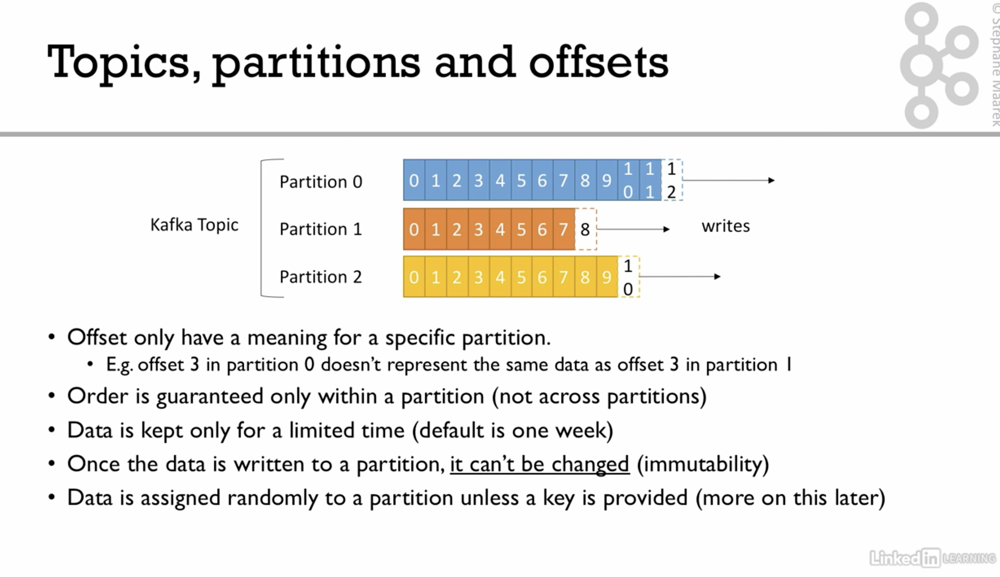 Topics, partitions and offsets
© Stephane Maarek
Partition 0
0 1 2 3 4 5 6 7 8 9 10 11 12
Kafka Topic
Partition 1
0 1 2 3 4 5 6 7 8
writes
Partition 2
0 1 2 3 4 5 6 7 8 9 10
• Offset only have a meaning for a specific partition.
• E.g. offset 3 in partition 0 doesn’t represent the same data as offset 3 in partition 1
• Order is guaranteed only within a partition (not across partitions)
• Data is kept only for a limited time (default is one week)
• Once the data is written to a partition, it can’t be changed (immutability)
• Data is assigned randomly to a partition unless a key is provided (more on this later)
Linked in LEARNING